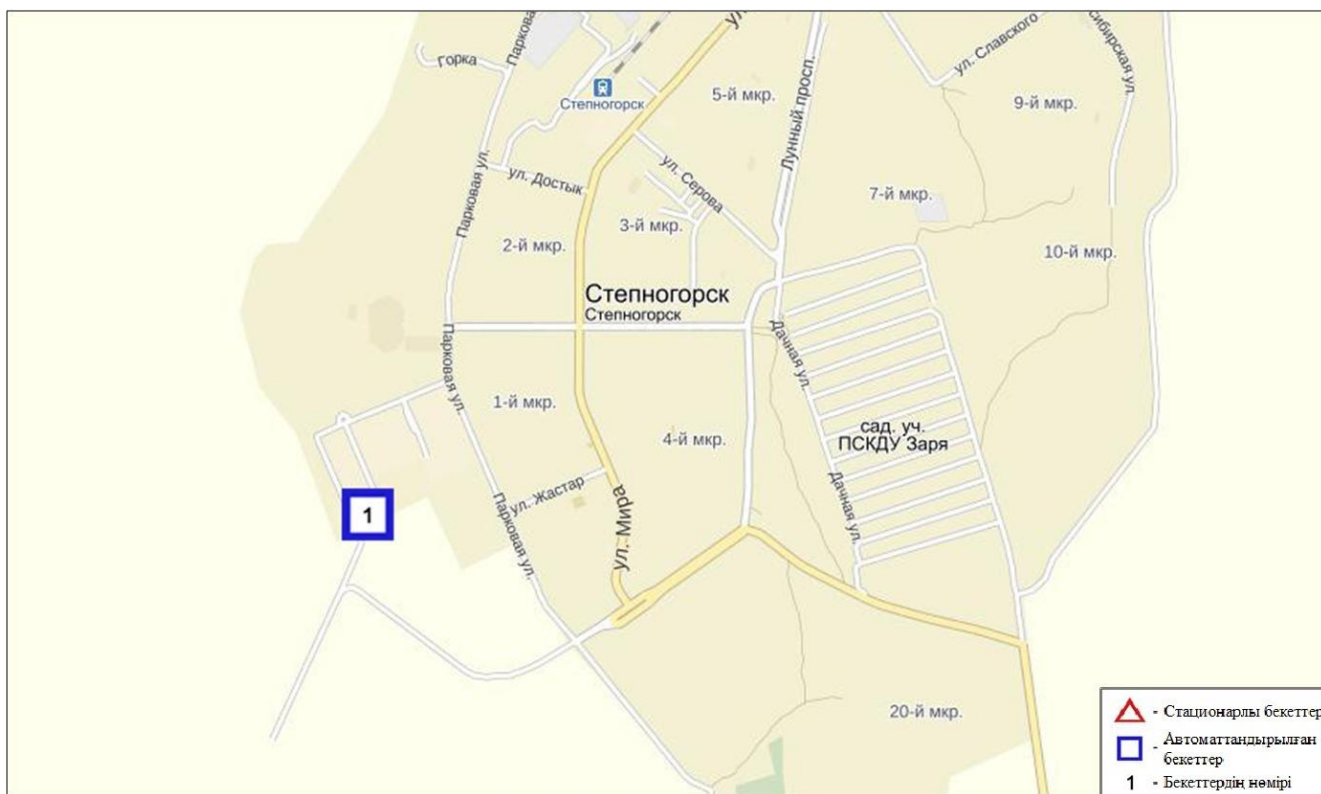 Парковая
ул.
Горка
Степногорск
5-й мкр.
Лунный просп.
ул. Славского
сибирская ул.
9-й мкр.
Парковая ул.
ул. Достык
ул. Серова
7-й мкр.
2-й мкр.
3-й мкр.
10-й мкр.
Степногорск
Степногорск
Парковая ул.
Дачная ул.
1-й мкр.
4-й мкр.
сад. уч.
ПСКДУ Заря
ул. Жастар
Парковая ул.
ул. Мира
Дачная ул.
1
20-й мкр.
- Стационарлы бекеттер
- Автоматтандырылған
бекеттер
1 - Бекеттердің нөмірі